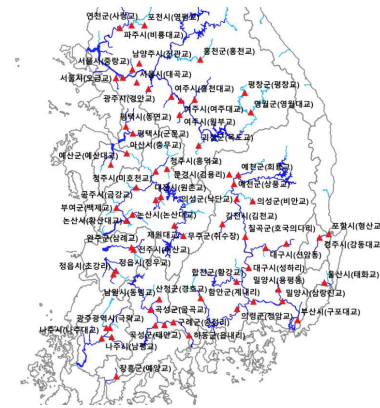 연천군(사랑교)
포천시(영평교)
파주시(비룡대교)
남양주시(진관교)
홍천군(홍천교)
서울시(중랑교)
서울시(대곡교)
서울시(오금교)
평창군(평창교)
광주시(경안교)
여주시(흥천대교)
여주시(여주대교)
영월군(영월대교)
평택시(동연교)
여주시(원부교)
평택시(군문교)
괴산군(목도교)
아산시(충무교)
예산군(예산대교)
청주시(흥덕교)
문경시(김용리)
예천군(회룡교)
청주시(미호천교)
대전시(원촌교)
예천군(상풍교)
공주시(금강교)
의성군(낙단교)
의성군(비안교)
부여군(백제교)
논산시(논산대교)
김천시(김천교)
논산시(황산대교)
제원대교)
무주군(취수장)
칠곡군(호국의다리)
포항시(형산교)
완주군(삼례교)
경주시(강동대교)
전주시(
대구시(선암동)
정읍시(정우교)
대구시(성하리)
정읍시(초강리)
합천군(황강교)
울산시(태화교)
남원시(동림교)
산청군(경호교)
밀양시(용평동)
함안군(계내리)
밀양시(삼랑진교)
광주광역시(극락교)
곡성군(금곡교)
의령군(정암교)
부산시(구포대교)
나주시(나주대교)
구례군(
곡성군(태안교)
하동군(읍내리)
나주시(남평교)
장흥군(예양교)